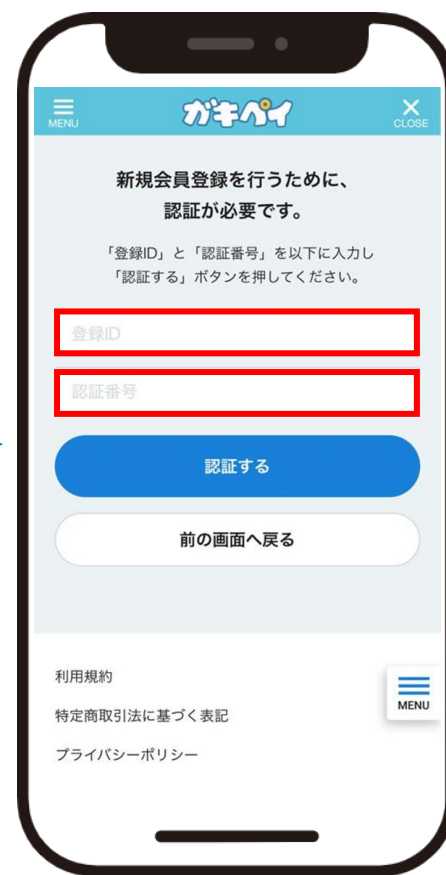 MENU
ガキペイ
CLOSE
新規会員登録を行うために、
認証が必要です。
「登録ID」と「認証番号」を以下に入力し
「認証する」ボタンを押してください。
登録ID
認証番号
認証する
前の画面へ戻る
利用規約
特定商取引法に基づく表記
プライバシーポリシー
MENU